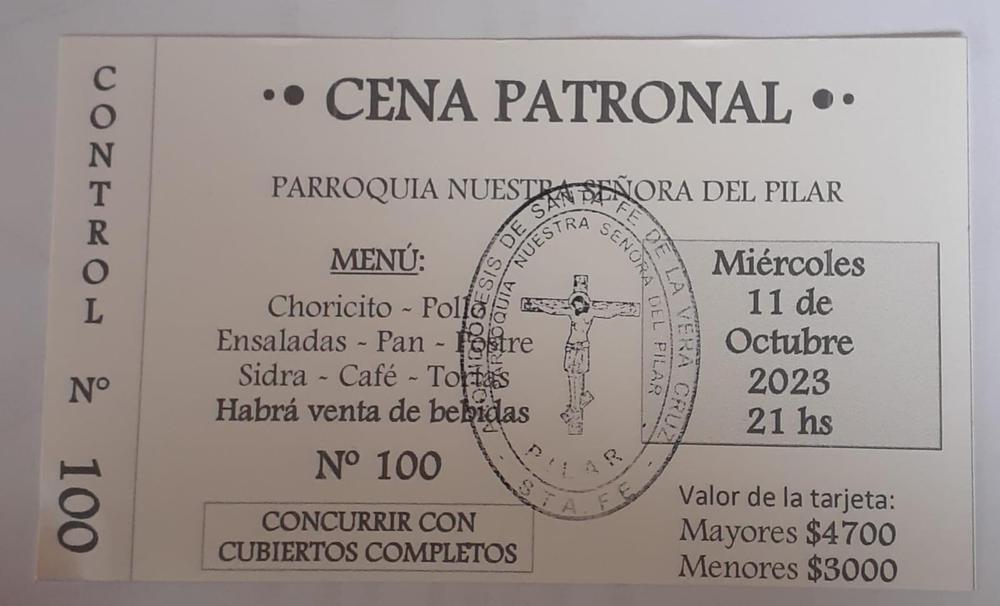 CONTROL Nº 100
•• CENA PATRONAL ••
PARROQUIA NUESTRA SEÑORA DEL PILAR
MENÚ:
Choricito - Pollo
Ensaladas - Pan - Postre
Sidra - Café - Tortas
Habrá venta de bebidas
Nº 100
CONCURRIR CON
CUBIERTOS COMPLETOS
Miércoles
11 de
Octubre
2023
21 hs
Valor de la tarjeta:
Mayores $4700
Menores $3000
ARQUIDIOCESIS DE SANTA FE DE LA VERA CRUZ
PARROQUIA NUESTRA SEÑORA DEL PILAR
PILAR
- STA. FE -